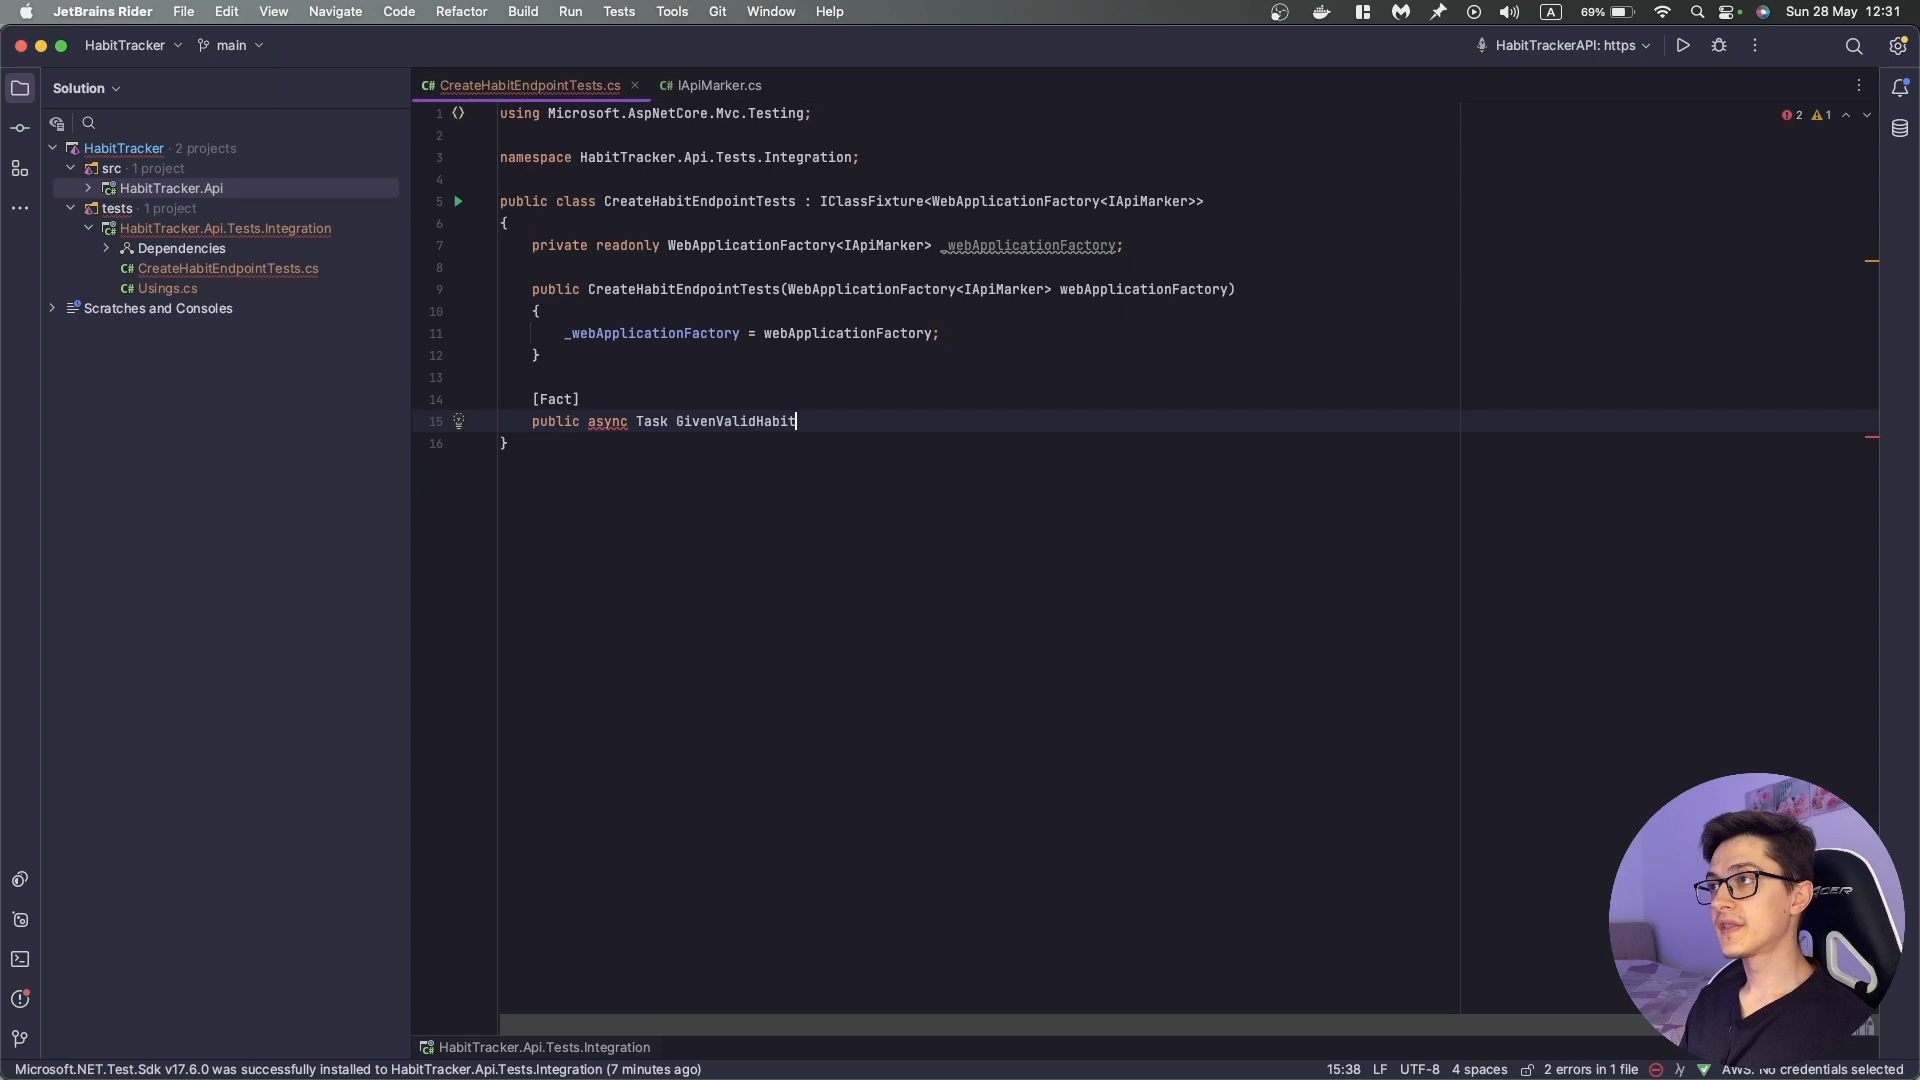 JetBrains Rider File Edit View Navigate Code Refactor Build Run Tests Tools Git Window Help A 69% Sun 28 May 12:31
HabitTracker main HabitTrackerAPI: https
Solution
CreateHabitEndpointTests.cs
IApiMarker.cs
HabitTracker · 2 projects
src · 1 project
HabitTracker.Api
tests · 1 project
HabitTracker.Api.Tests.Integration
Dependencies
C# CreateHabitEndpointTests.cs
C# Usings.cs
Scratches and Consoles
2 1
1 using Microsoft.AspNetCore.Mvc.Testing;
2
3 namespace HabitTracker.Api.Tests.Integration;
4
5 public class CreateHabitEndpointTests : IClassFixture<WebApplicationFactory<IApiMarker>>
6 {
7 private readonly WebApplicationFactory<IApiMarker> _webApplicationFactory;
8
9 public CreateHabitEndpointTests(WebApplicationFactory<IApiMarker> webApplicationFactory)
10 {
11 _webApplicationFactory = webApplicationFactory;
12 }
13
14 [Fact]
15 public async Task GivenValidHabit
16 }
ACER
HabitTracker.Api.Tests.Integration
Microsoft.NET.Test.Sdk v17.6.0 was successfully installed to HabitTracker.Api.Tests.Integration (7 minutes ago) 15:38 LF UTF-8 4 spaces 2 errors in 1 file AWS: No credentials selected